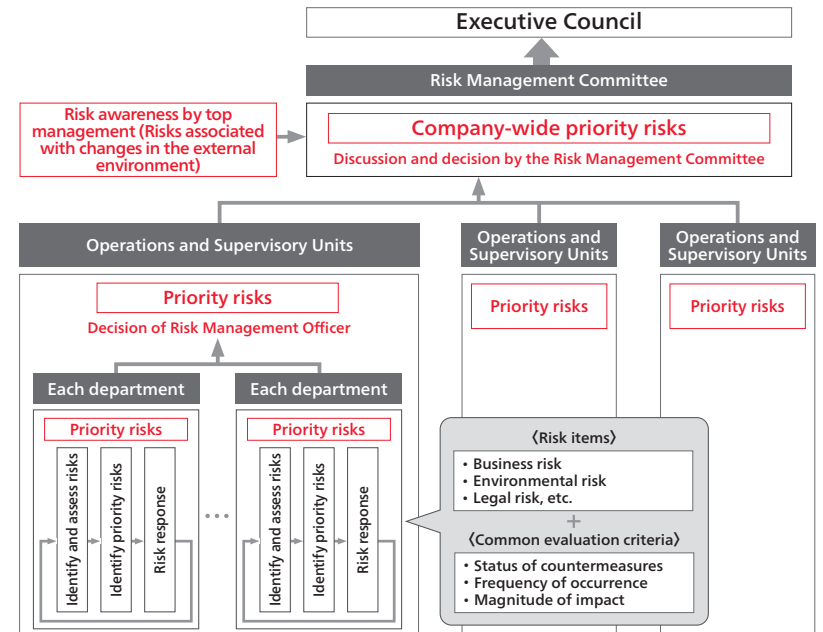 Executive Council
Risk Management Committee
Risk awareness by top
management (Risks associated
with changes in the external
environment)
Company-wide priority risks
Discussion and decision by the Risk Management Committee
Operations and Supervisory Units
Operations and
Supervisory Units
Operations and
Supervisory Units
Priority risks
Decision of Risk Management Officer
Priority risks
Priority risks
Each department
Each department
Priority risks
Identify and assess risks
Identify priority risks
Risk response
...
Priority risks
Identify and assess risks
Identify priority risks
Risk response
〈Risk items〉
• Business risk
• Environmental risk
• Legal risk, etc.
+
〈Common evaluation criteria〉
• Status of countermeasures
• Frequency of occurrence
• Magnitude of impact